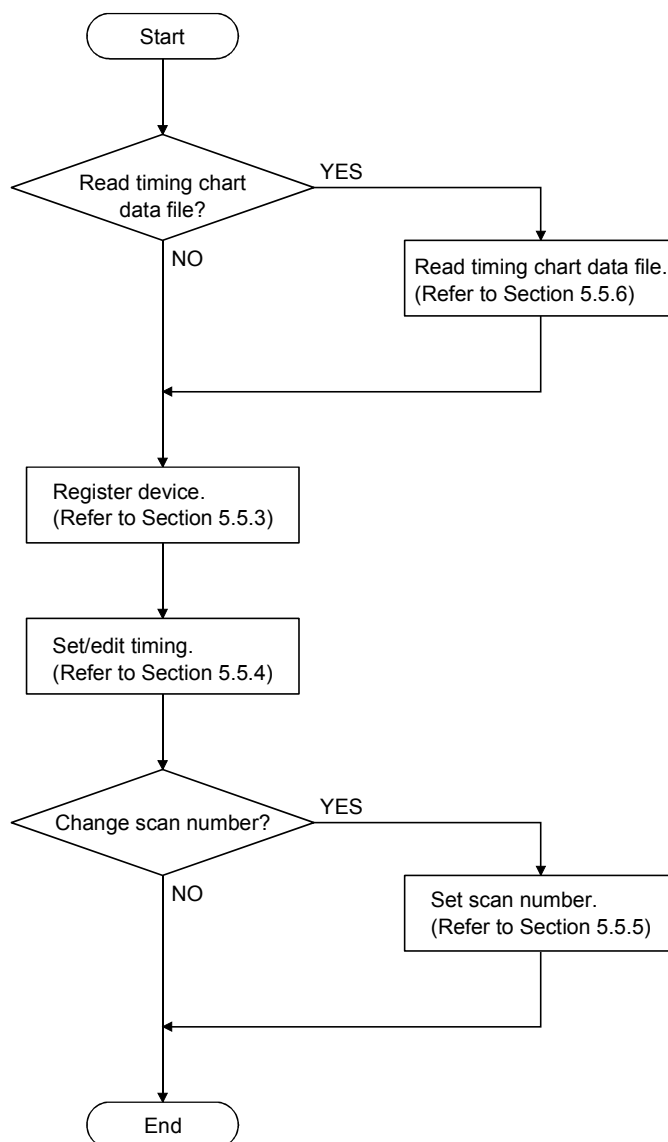 Start
Read timing chart
data file?
YES
NO
Read timing chart data file.
(Refer to Section 5.5.6)
Register device.
(Refer to Section 5.5.3)
Set/edit timing.
(Refer to Section 5.5.4)
Change scan number?
YES
NO
Set scan number.
(Refer to Section 5.5.5)
End